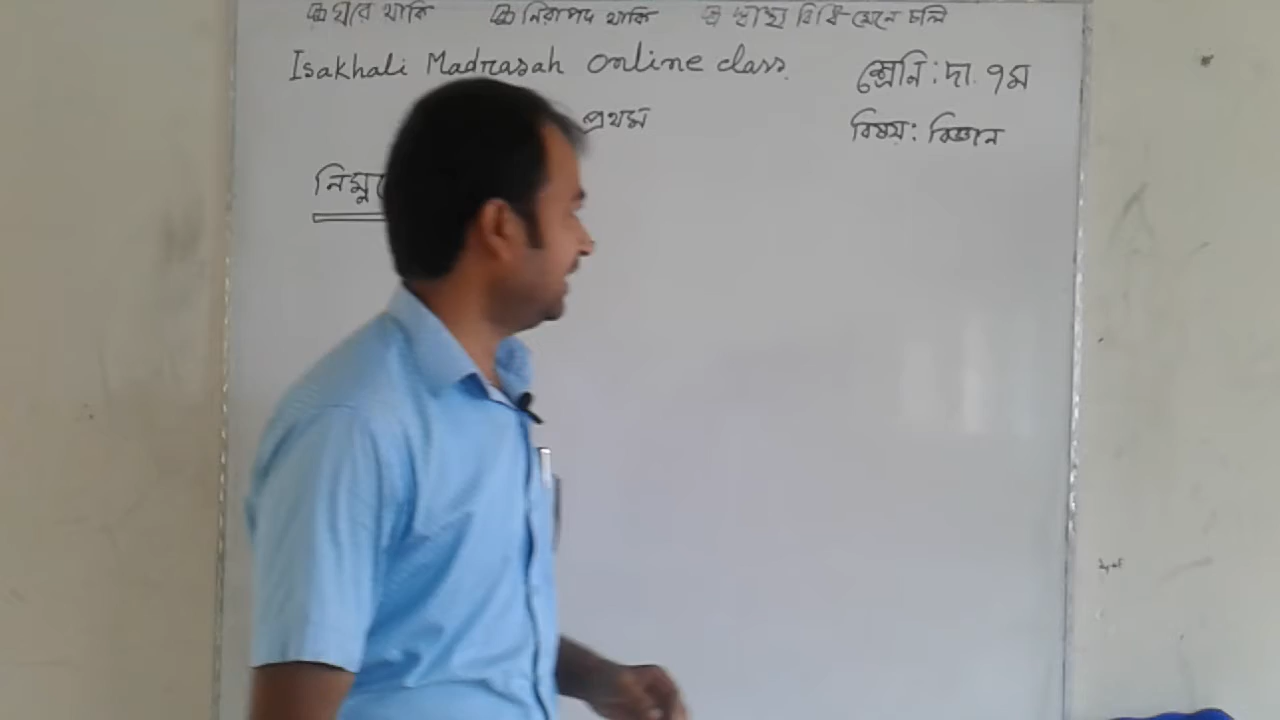 ঘরে থাকি নিরাপদ থাকি স্বাস্থ্য বিধি মেনে চলি
Isakhali Madrasah online class.
শ্রেনি : দা. ৭ম
প্রথম
বিষয় : বিজ্ঞান